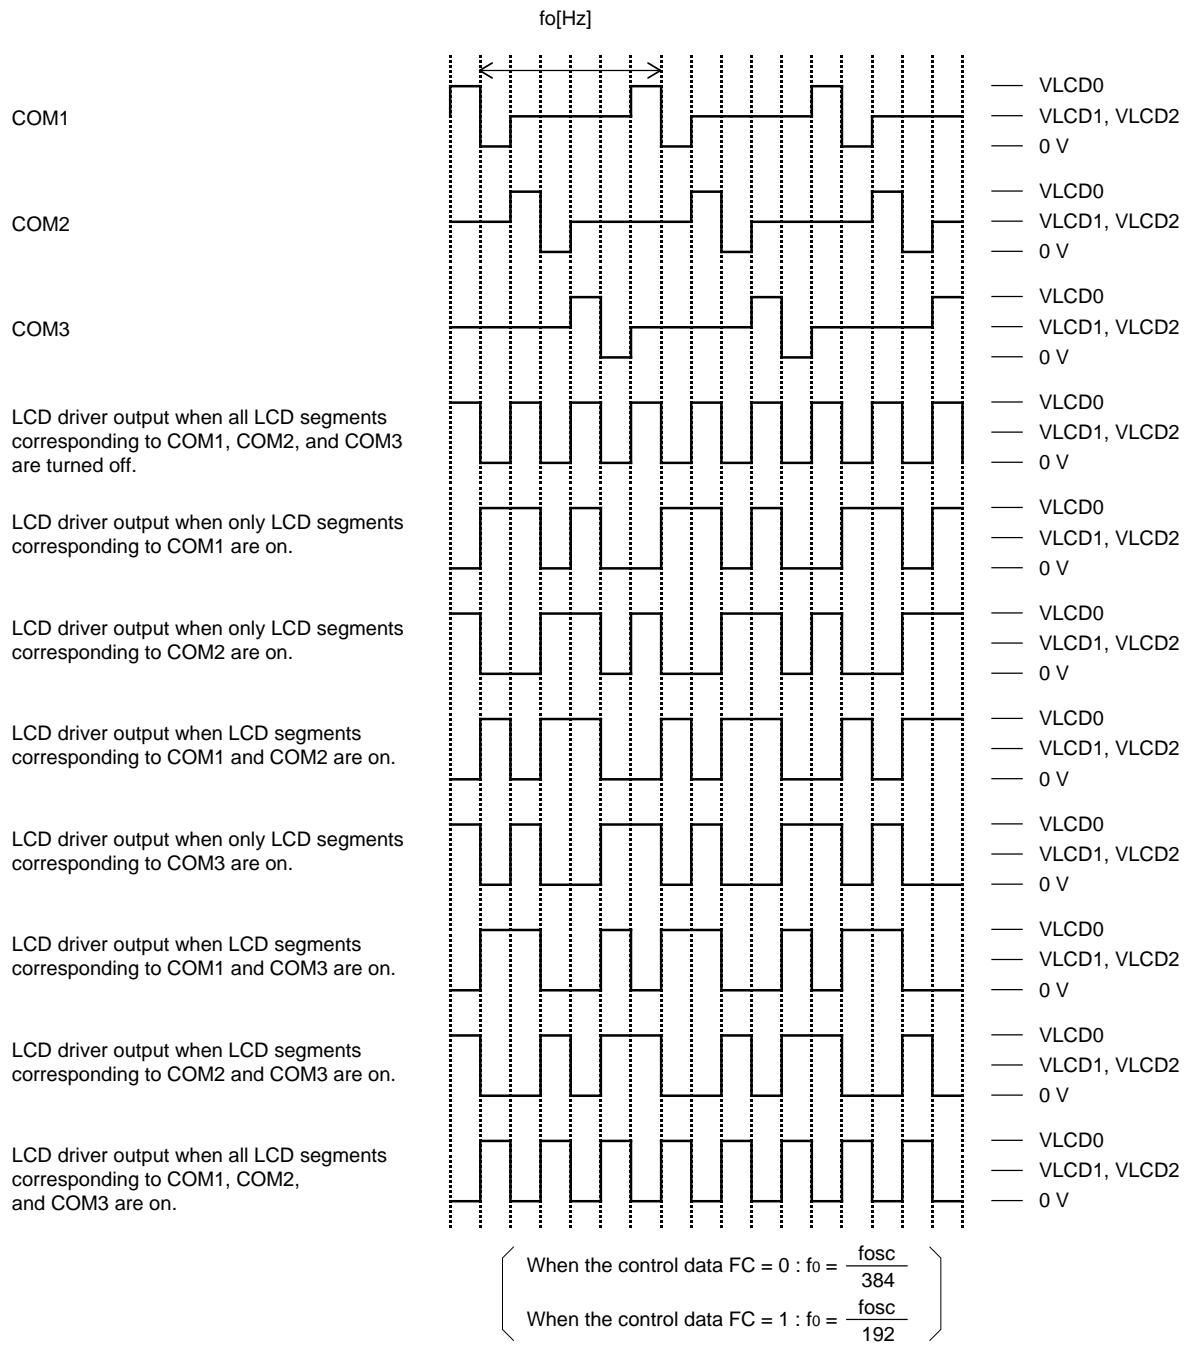 fo[Hz]
COM1
VLCD0
VLCD1, VLCD2
0 V
COM2
VLCD0
VLCD1, VLCD2
0 V
COM3
VLCD0
VLCD1, VLCD2
0 V
LCD driver output when all LCD segments
corresponding to COM1, COM2, and COM3
are turned off.
VLCD0
VLCD1, VLCD2
0 V
LCD driver output when only LCD segments
corresponding to COM1 are on.
VLCD0
VLCD1, VLCD2
0 V
LCD driver output when only LCD segments
corresponding to COM2 are on.
VLCD0
VLCD1, VLCD2
0 V
LCD driver output when LCD segments
corresponding to COM1 and COM2 are on.
VLCD0
VLCD1, VLCD2
0 V
LCD driver output when only LCD segments
corresponding to COM3 are on.
VLCD0
VLCD1, VLCD2
0 V
LCD driver output when LCD segments
corresponding to COM1 and COM3 are on.
VLCD0
VLCD1, VLCD2
0 V
LCD driver output when LCD segments
corresponding to COM2 and COM3 are on.
VLCD0
VLCD1, VLCD2
0 V
LCD driver output when all LCD segments
corresponding to COM1, COM2,
and COM3 are on.
VLCD0
VLCD1, VLCD2
0 V
When the control data FC = 0 : f0 = fosc
384
When the control data FC = 1 : f0 = fosc
192